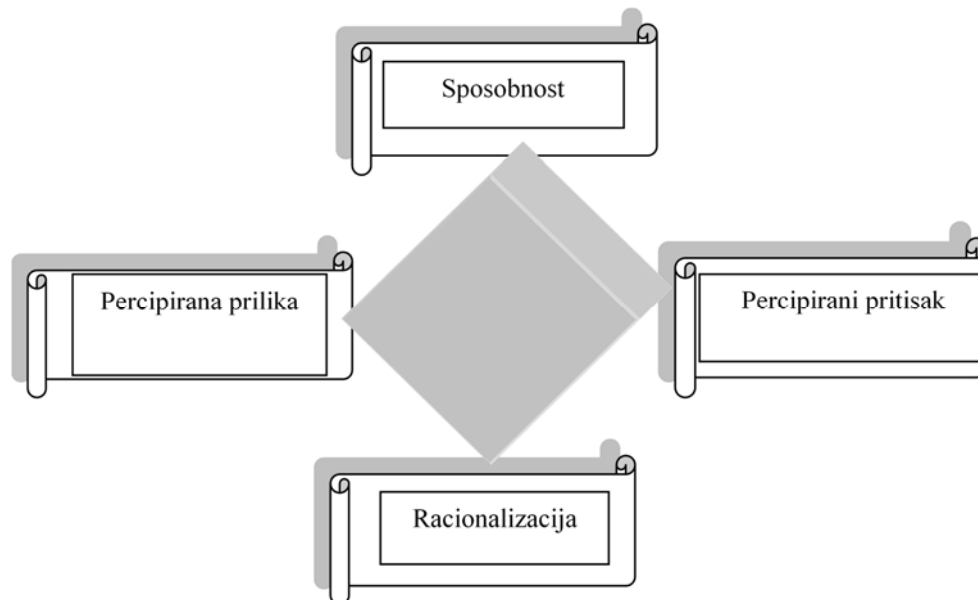 Sposobnost
Percipirana prilika
Percipirani pritisak
Racionalizacija